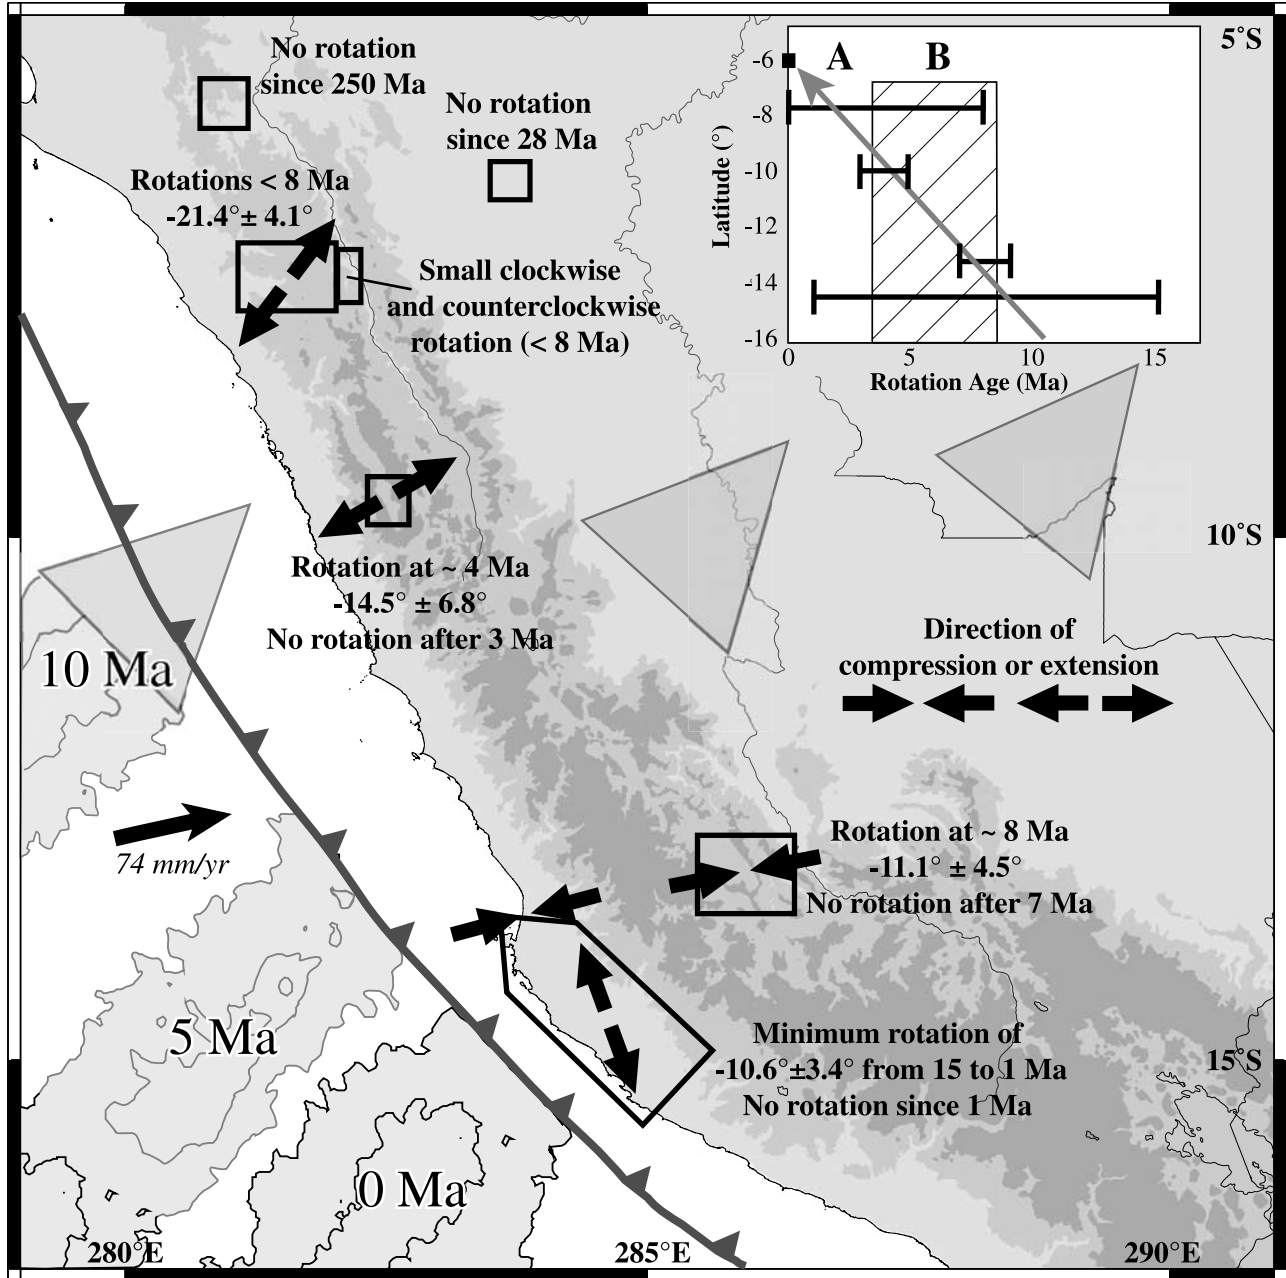 No rotation
since 250 Ma
No rotation
since 28 Ma
Rotations < 8 Ma
-21.4°± 4.1°
Small clockwise
and counterclockwise
rotation (< 8 Ma)
5°S
A
B
-6
-8
-10
-12
-14
-16
Latitude (°)
0
5
10
15
Rotation Age (Ma)
Rotation at ~ 4 Ma
-14.5° ± 6.8°
No rotation after 3 Ma
10°S
Direction of
compression or extension
10 Ma
74 mm/yr
Rotation at ~ 8 Ma
-11.1° ± 4.5°
No rotation after 7 Ma
5 Ma
Minimum rotation of
-10.6°±3.4° from 15 to 1 Ma
No rotation since 1 Ma
15°S
0 Ma
280°E
285°E
290°E